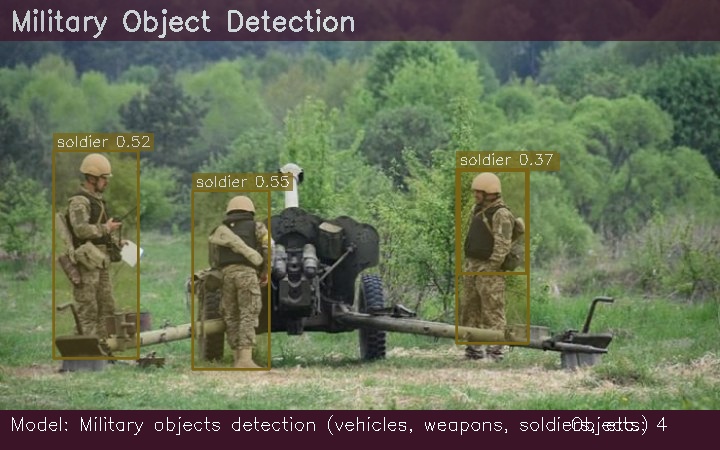 Military Object Detection
soldier 0.52
soldier 0.37
soldier 0.55
Model: Military objects detection (vehicles, weapons, soldiers, etc.)
Objects: 4